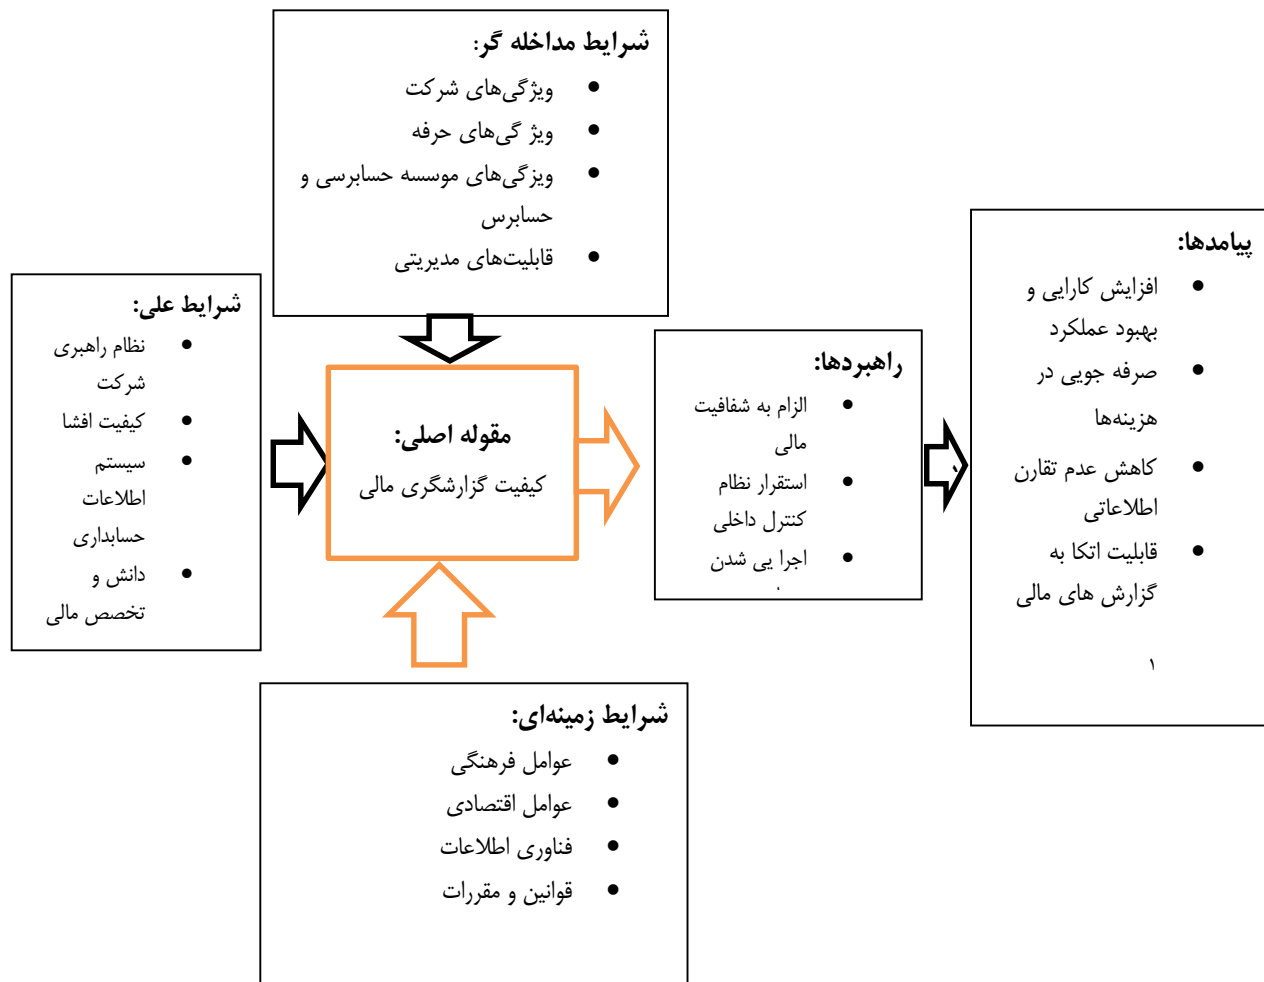 شرایط مداخله گر:
ویژگی‌های شرکت
ویژ گی‌های حرفه
ویزگی‌های موسسه حسابرسی و
حسابرس
قابلیت‌های مدیریتی
پیامدها:
افزایش کارایی و
بهبود عملکرد
صرفه جویی در
هزینه‌ها
کاهش عدم تقارن
اطلاعاتی
قابلیت اتکا به
گزارش های مالی
۱
شرایط علی:
نظام راهبری
شرکت
کیفیت افشا
سیستم
اطلاعات
حسابداری
دانش و
تخصص مالی
مقوله اصلی:
کیفیت گزارشگری مالی
راهبردها:
الزام به شفافیت
مالی
استقرار نظام
کنترل داخلی
اجرا یی شدن
شرایط زمینه‌ای:
عوامل فرهنگی
عوامل اقتصادی
فناوری اطلاعات
قوانین و مقررات